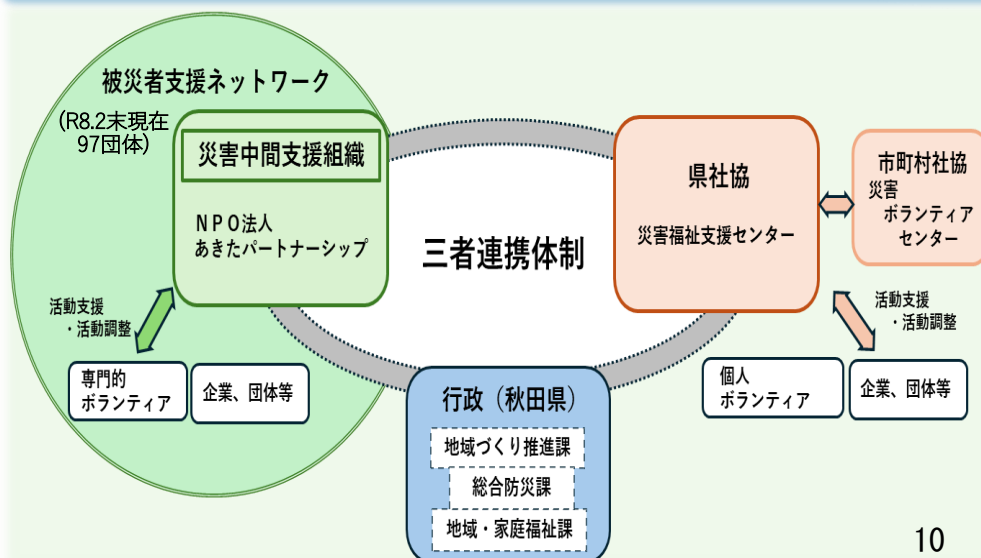 被災者支援ネットワーク
(R8.2末現在
97団体)
災害中間支援組織
ＮＰＯ法人
あきたパートナーシップ
活動支援
・活動調整
専門的
ボランティア
企業、団体等
三者連携体制
県社協
災害福祉支援センター
市町村社協
災害
ボランティア
センター
活動支援
・活動調整
個人
ボランティア
企業、団体等
行政（秋田県）
地域づくり推進課
総合防災課
地域・家庭福祉課
10